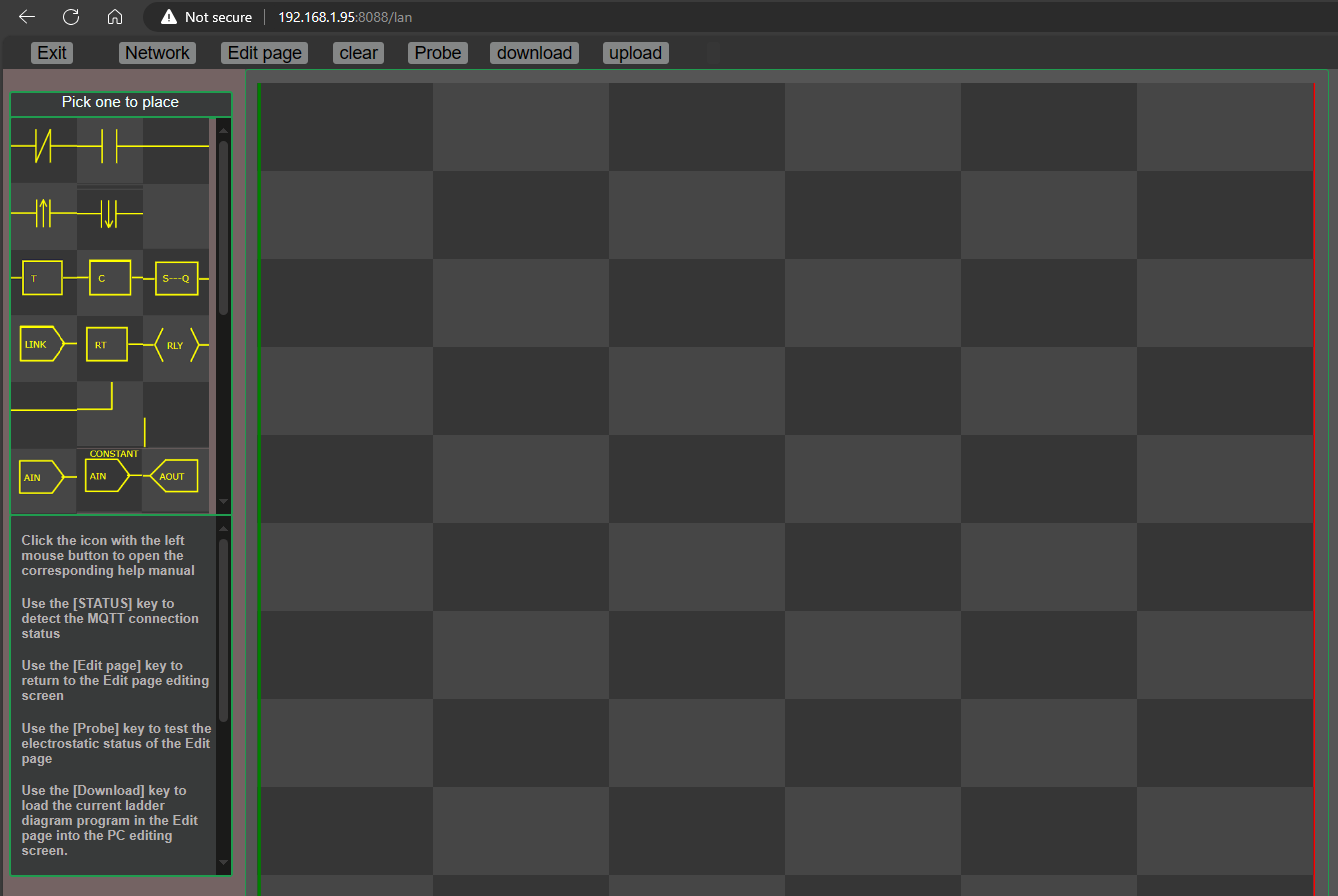 Not secure 192.168.1.95:8088/lan
Exit Network Edit page clear Probe download upload
Pick one to place
T C S---Q
LINK RT RLY
CONSTANT
AIN AIN AOUT
Click the icon with the left
mouse button to open the
corresponding help manual
Use the [STATUS] key to
detect the MQTT connection
status
Use the [Edit page] key to
return to the Edit page editing
screen
Use the [Probe] key to test the
electrostatic status of the Edit
page
Use the [Download] key to
load the current ladder
diagram program in the Edit
page into the PC editing
screen.